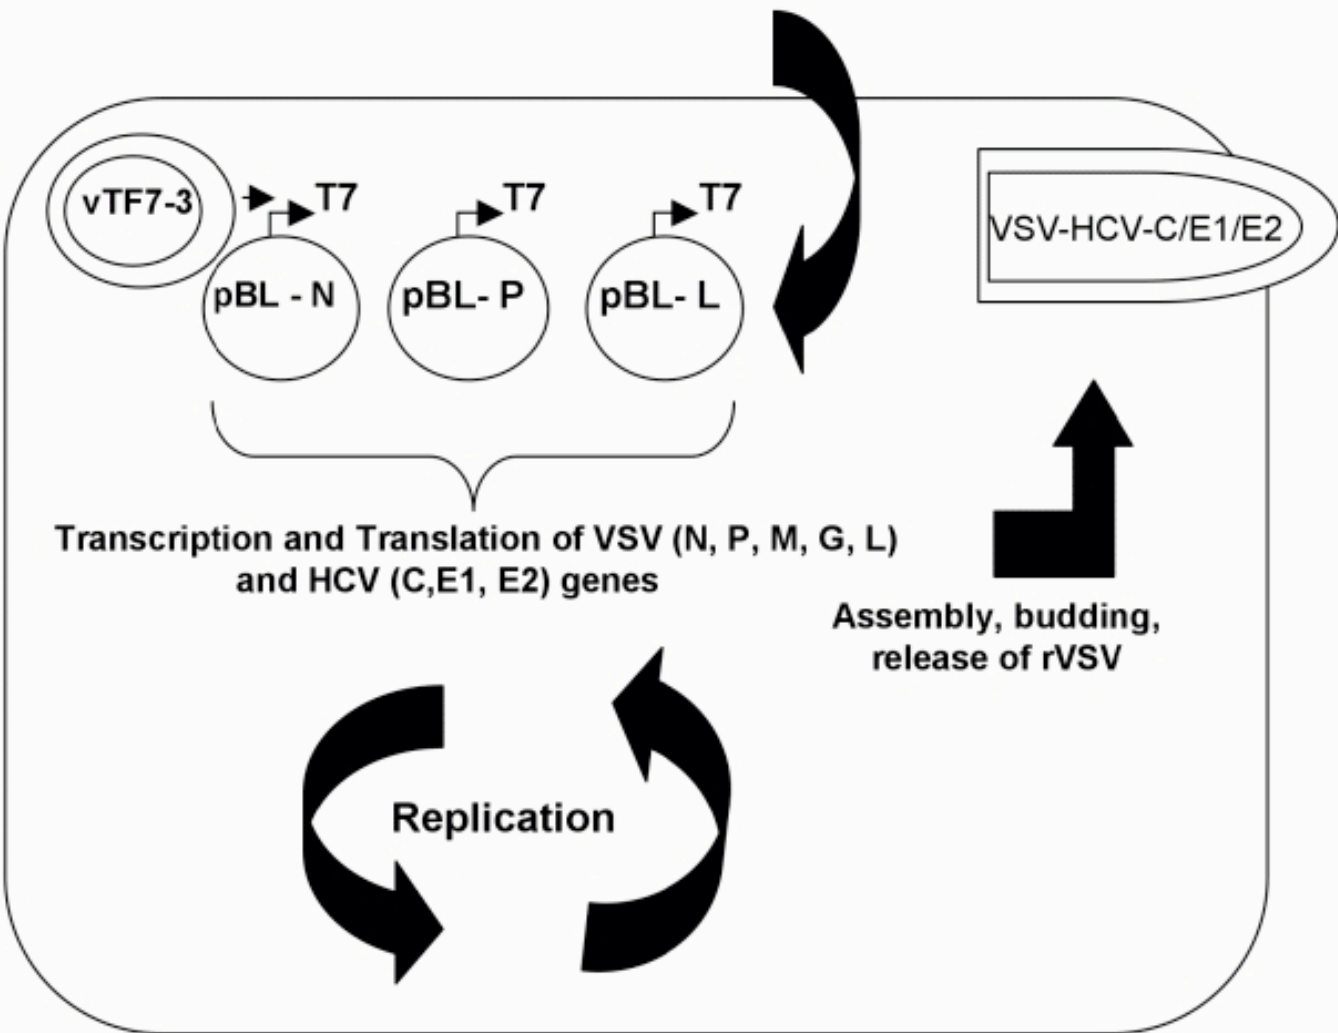 vTF7-3
T7
T7
T7
pBL - N
pBL- P
pBL- L
VSV-HCV-C/E1/E2
Transcription and Translation of VSV (N, P, M, G, L)
and HCV (C,E1, E2) genes
Assembly, budding,
release of rVSV
Replication